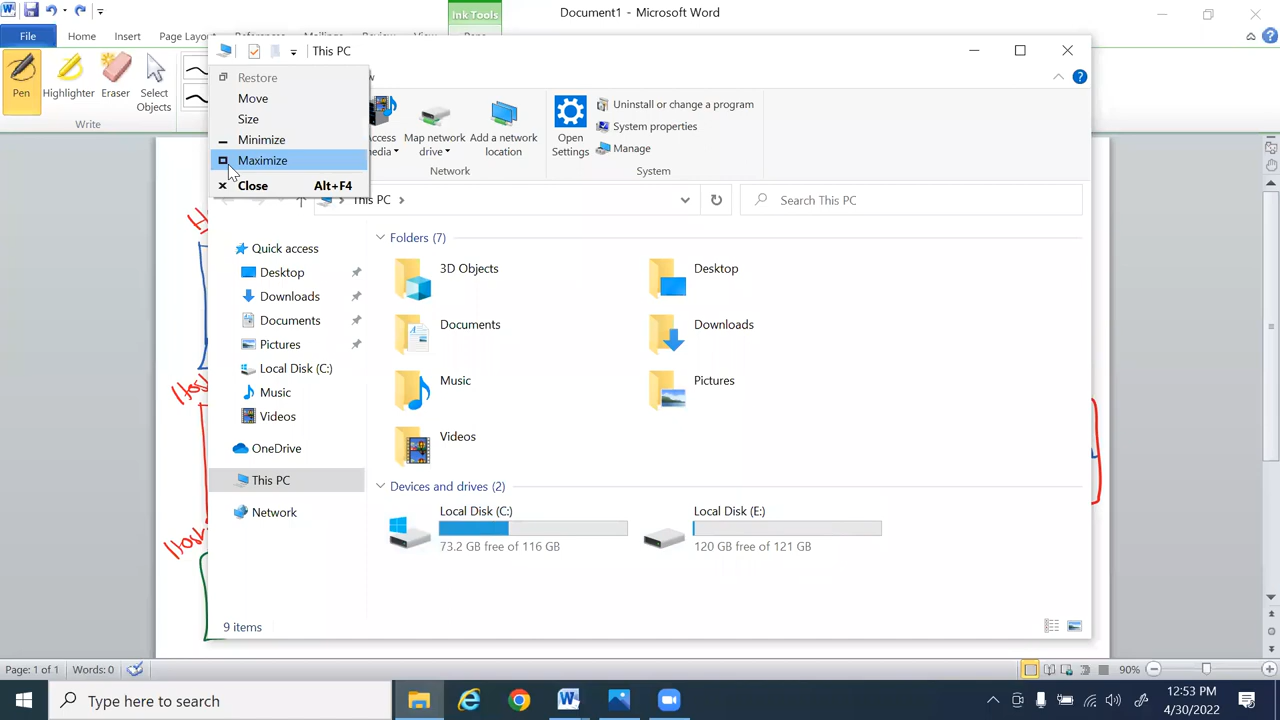 Ink Tools
Document1 - Microsoft Word
File
Home
Insert
Page Layou
This PC
Restore
Move
Size
Minimize
Maximize
Close Alt+F4
Pen
Highlighter
Eraser
Select
Objects
Write
Access
media
Map network
drive
Add a network
location
Network
Open
Settings
Uninstall or change a program
System properties
Manage
System
This PC
Search This PC
Quick access
Desktop
Downloads
Documents
Pictures
Local Disk (C:)
Music
Videos
OneDrive
This PC
Network
Folders (7)
3D Objects
Desktop
Documents
Downloads
Music
Pictures
Videos
Devices and drives (2)
Local Disk (C:)
73.2 GB free of 116 GB
Local Disk (E:)
120 GB free of 121 GB
9 items
Page: 1 of 1
Words: 0
90%
Type here to search
12:53 PM
4/30/2022